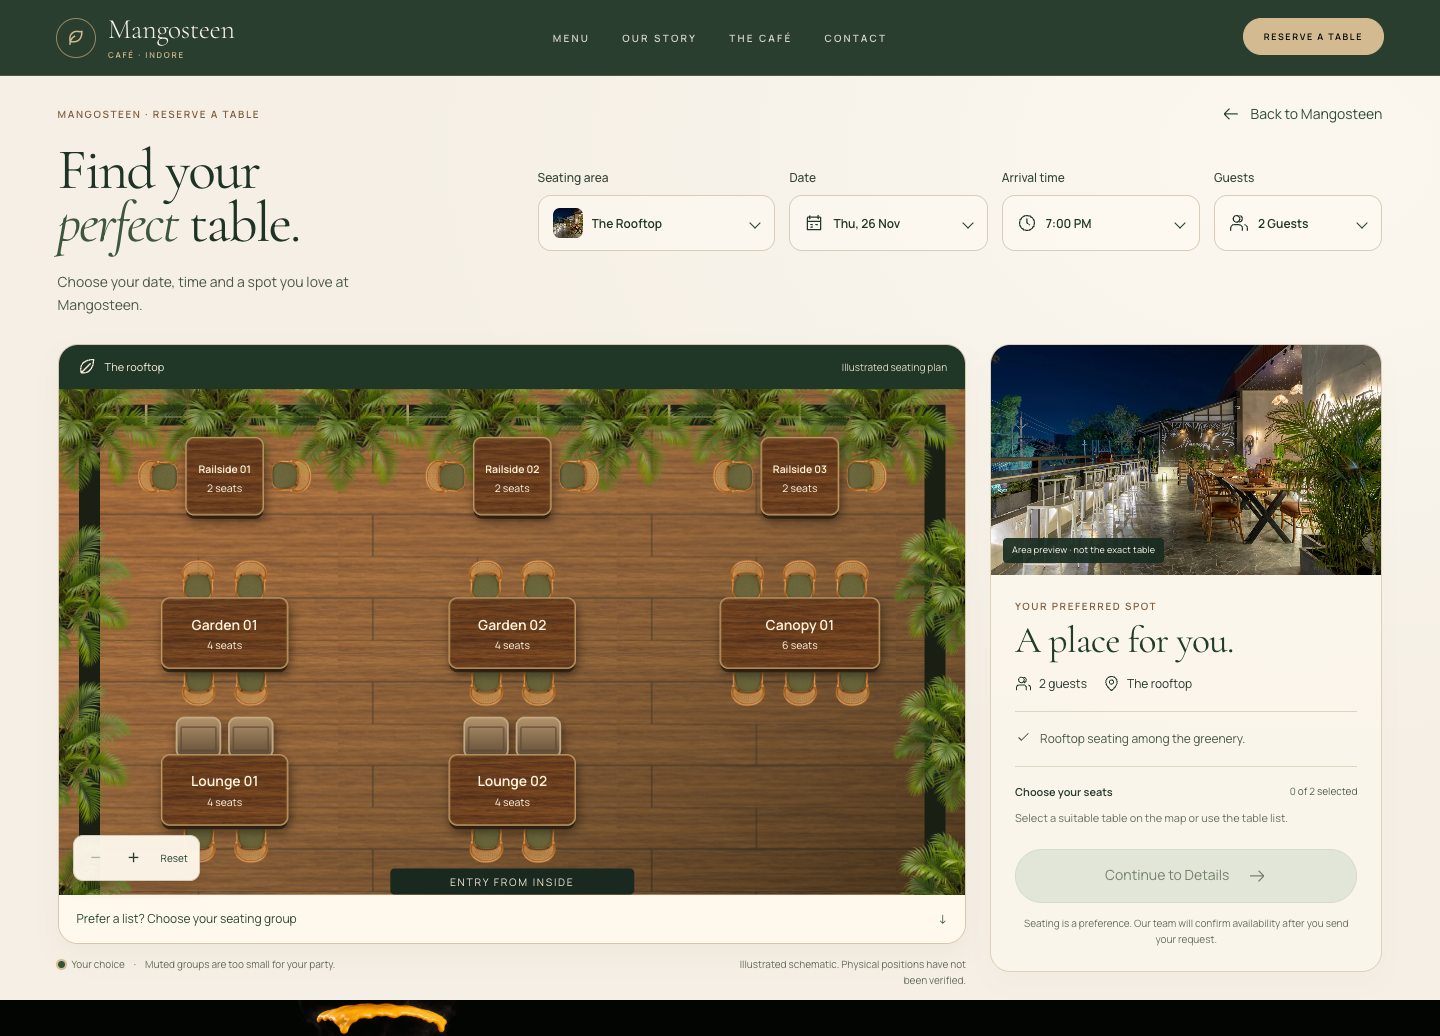 Mangosteen
CAFÉ · INDORE
MENU
OUR STORY
THE CAFÉ
CONTACT
RESERVE A TABLE
MANGOSTEEN · RESERVE A TABLE
Back to Mangosteen
Find your
perfect table.
Choose your date, time and a spot you love at
Mangosteen.
Seating area
Date
Arrival time
Guests
The Rooftop
Thu, 26 Nov
7:00 PM
2 Guests
The rooftop
Illustrated seating plan
Railside 01
2 seats
Railside 02
2 seats
Railside 03
2 seats
Garden 01
4 seats
Garden 02
4 seats
Canopy 01
6 seats
Lounge 01
4 seats
Lounge 02
4 seats
Reset
ENTRY FROM INSIDE
Prefer a list? Choose your seating group
Your choice · Muted groups are too small for your party.
Illustrated schematic. Physical positions have not
been verified.
Area preview · not the exact table
YOUR PREFERRED SPOT
A place for you.
2 guests
The rooftop
Rooftop seating among the greenery.
Choose your seats
0 of 2 selected
Select a suitable table on the map or use the table list.
Continue to Details
Seating is a preference. Our team will confirm availability after you send
your request.